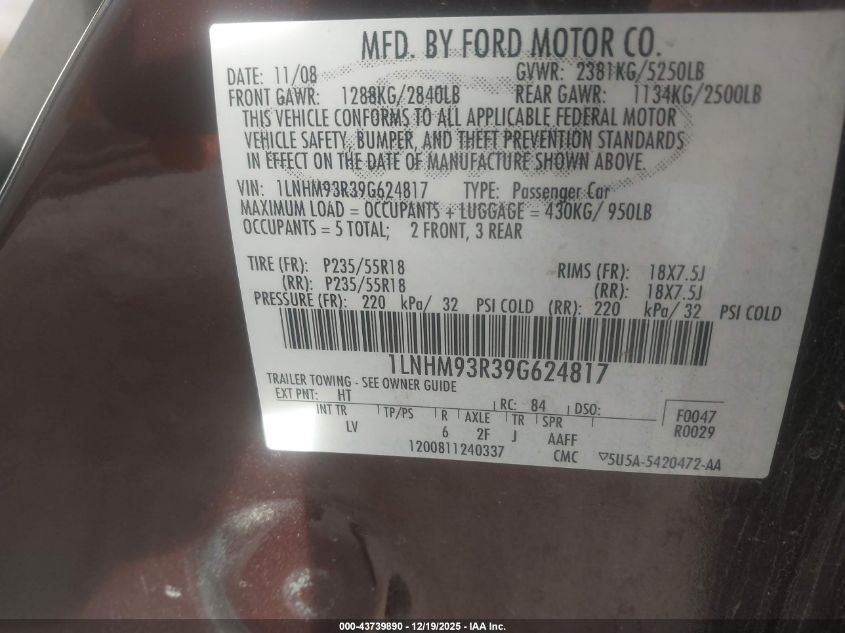 MFD. BY FORD MOTOR CO.
DATE: 11/08 GVWR: 2381KG/5250LB
FRONT GAWR: 1288KG/2840LB REAR GAWR: 1134KG/2500LB
THIS VEHICLE CONFORMS TO ALL APPLICABLE FEDERAL MOTOR
VEHICLE SAFETY, BUMPER, AND THEFT PREVENTION STANDARDS
IN EFFECT ON THE DATE OF MANUFACTURE SHOWN ABOVE.
VIN: 1LNHM93R39G624817 TYPE: Passenger Car
MAXIMUM LOAD = OCCUPANTS + LUGGAGE = 430KG/ 950LB
OCCUPANTS = 5 TOTAL; 2 FRONT, 3 REAR
TIRE (FR): P235/55R18 RIMS (FR): 18X7.5J
(RR): P235/55R18 (RR): 18X7.5J
PRESSURE (FR): 220 kPa/ 32 PSI COLD (RR): 220 kPa/ 32 PSI COLD
1LNHM93R39G624817
TRAILER TOWING - SEE OWNER GUIDE
EXT PNT: HT RC: 84 DSO: F0047
INT TR TP/PS R AXLE TR SPR R0029
LV 6 2F J AAFF
1200811240337 CMC ▽5U5A-5420472-AA
000-43739890 - 12/19/2025 - IAA Inc.